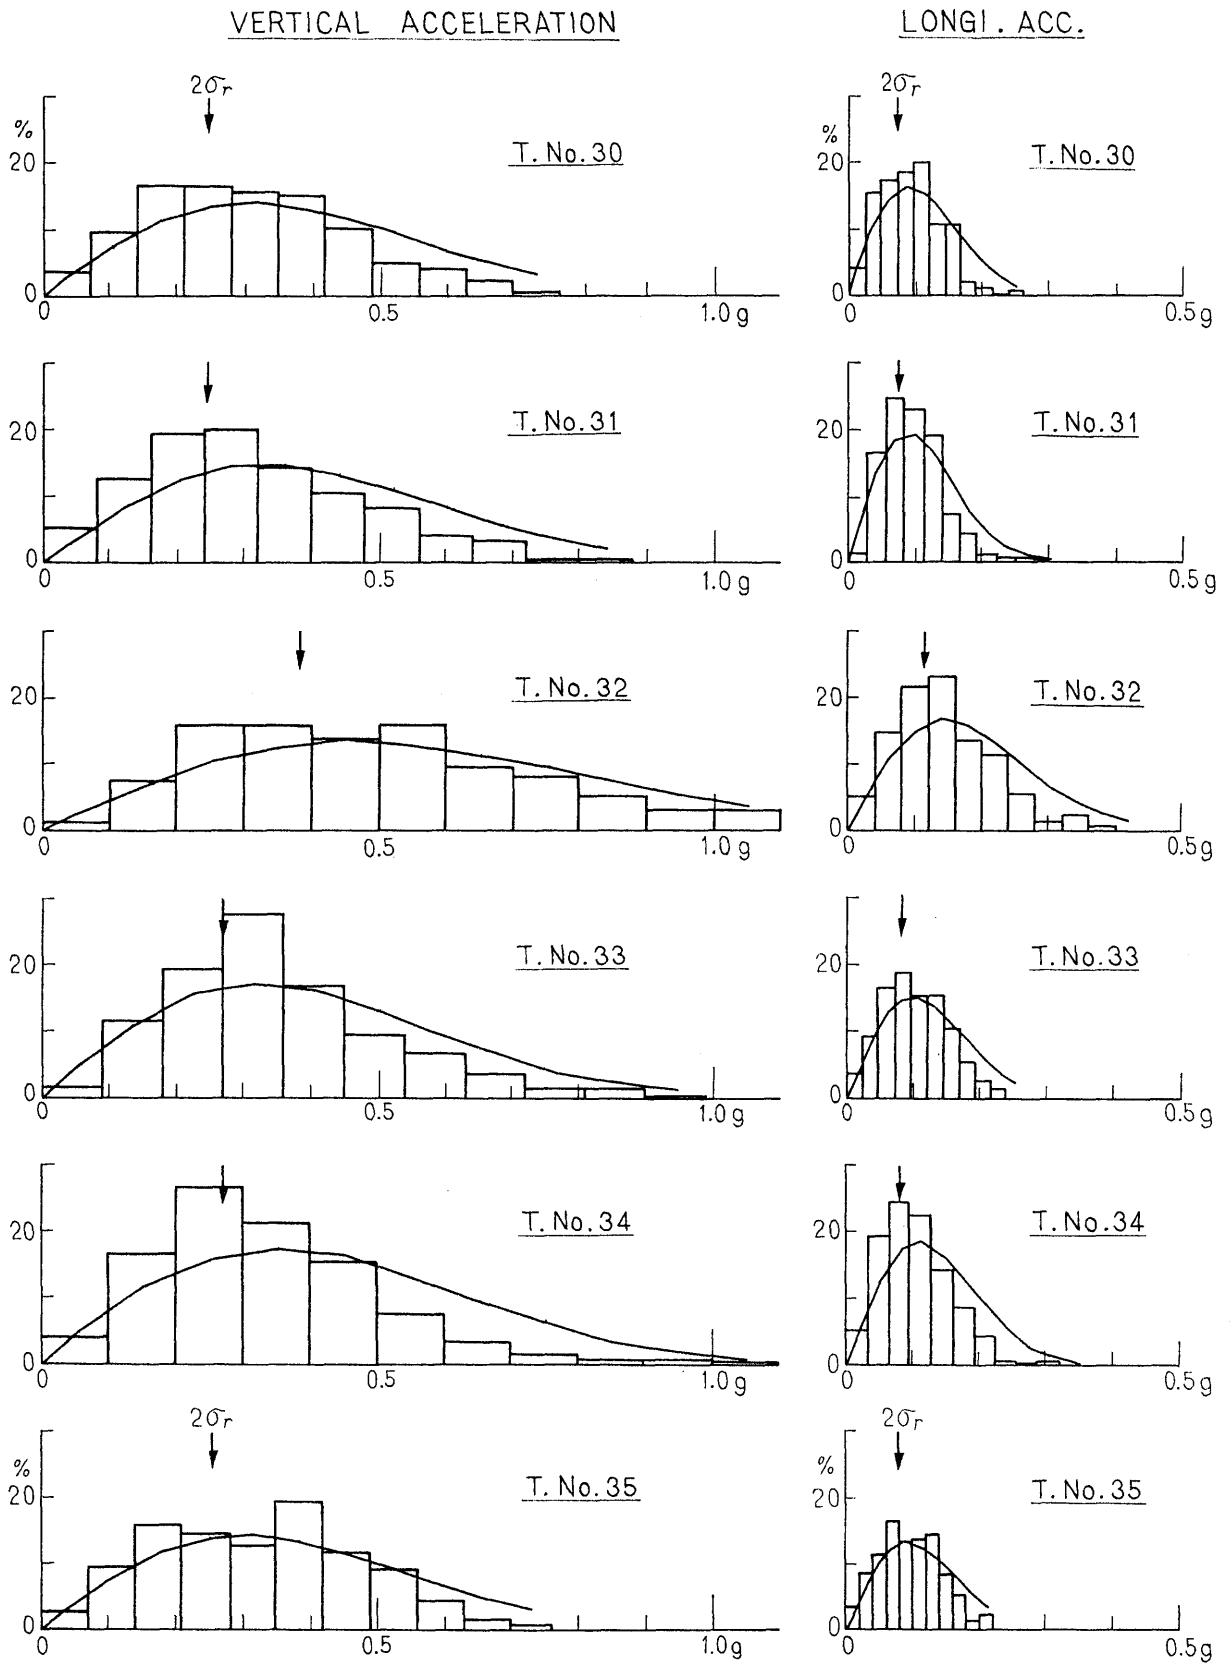 VERTICAL ACCELERATION LONGI. ACC.
2σr 2σr
% %
T. No. 30 T. No. 30
20 20
0 0
0 0.5 1.0 g 0 0.5 g
T. No. 31 T. No. 31
20 20
0 0
0 0.5 1.0 g 0 0.5 g
T. No. 32 T. No. 32
20 20
0 0
0 0.5 1.0 g 0 0.5 g
T. No. 33 T. No. 33
20 20
0 0
0 0.5 1.0 g 0 0.5 g
T. No. 34 T. No. 34
20 20
0 0
0 0.5 1.0 g 0 0.5 g
2σr 2σr
% %
T. No. 35 T. No. 35
20 20
0 0
0 0.5 1.0 g 0 0.5 g